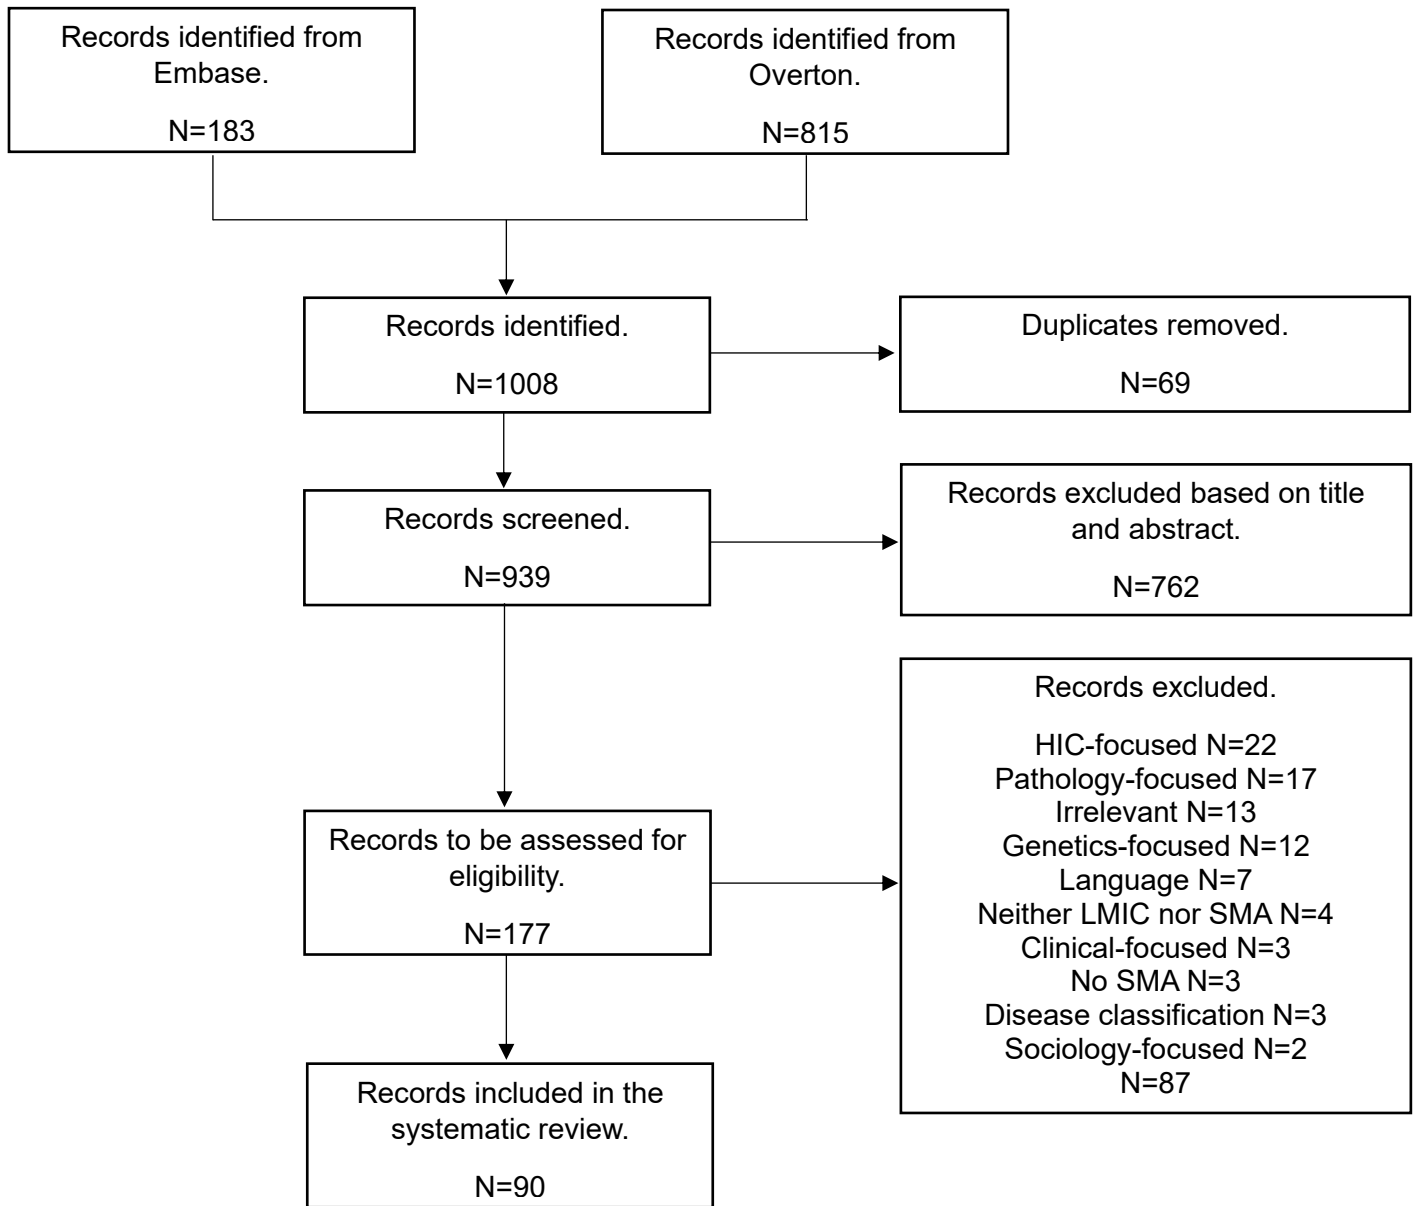 Records identified from
Embase.
N=183
Records identified from
Overton.
N=815
Records identified.
N=1008
Duplicates removed.
N=69
Records screened.
N=939
Records excluded based on title
and abstract.
N=762
Records to be assessed for
eligibility.
N=177
Records excluded.
HIC-focused N=22
Pathology-focused N=17
Irrelevant N=13
Genetics-focused N=12
Language N=7
Neither LMIC nor SMA N=4
Clinical-focused N=3
No SMA N=3
Disease classification N=3
Sociology-focused N=2
N=87
Records included in the
systematic review.
N=90